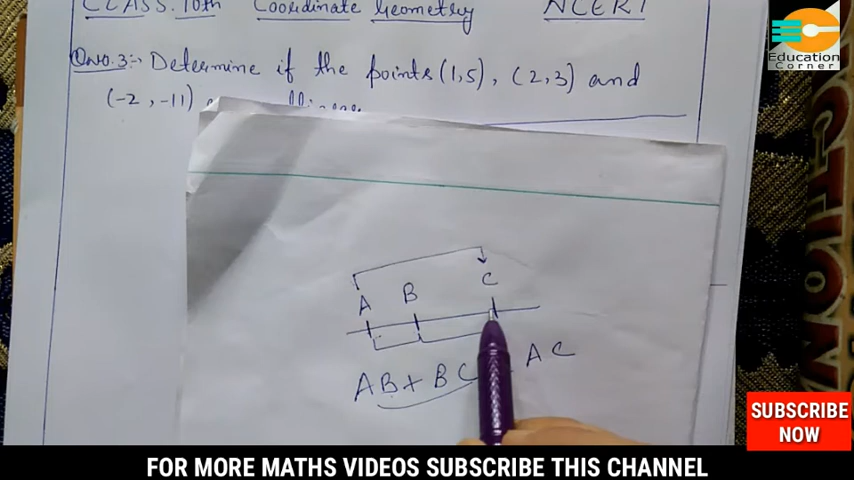 CLASS. 10th Coordinate Geometry NCERT
Q no. 3:- Determine if the points (1,5), (2,3) and
(-2, -11)
Education
Corner
A B C
AB + BC AC
SUBSCRIBE
NOW
FOR MORE MATHS VIDEOS SUBSCRIBE THIS CHANNEL